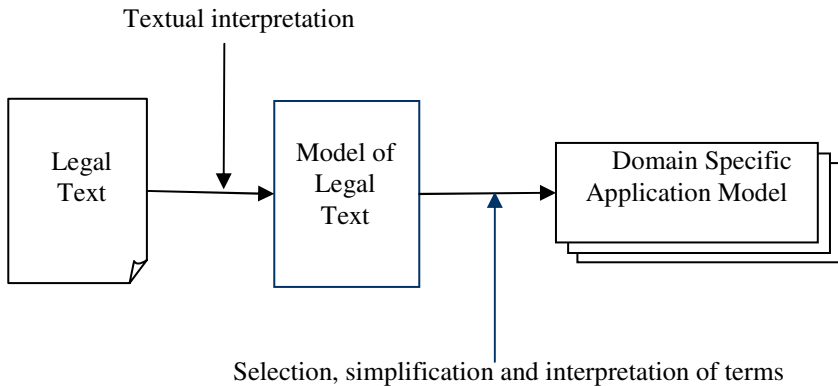 Textual interpretation
Legal
Text
Model of
Legal
Text
Domain Specific
Application Model
Selection, simplification and interpretation of terms